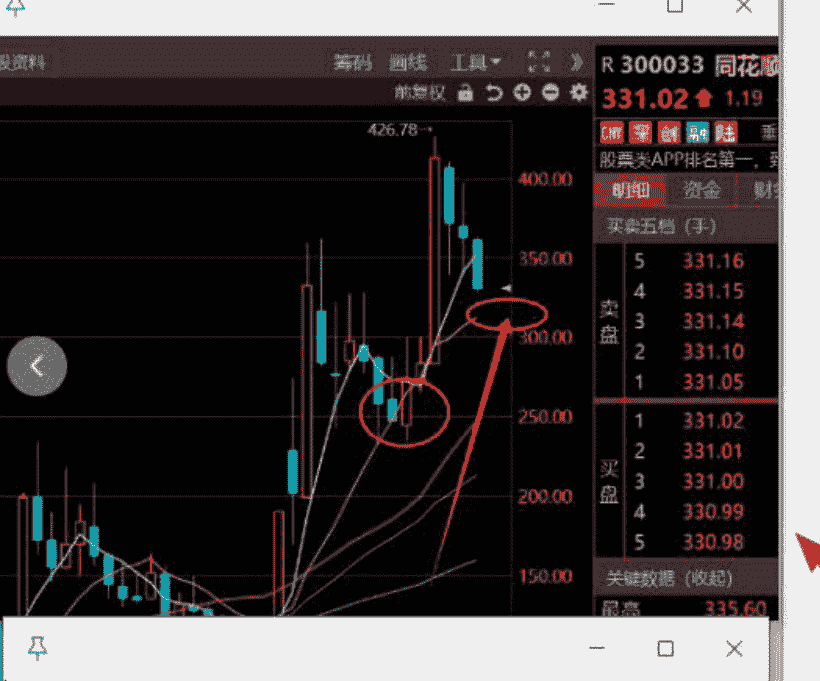 投资料 筹码 画线 工具
前复权
426.78
400.00
350.00
300.00
250.00
200.00
150.00
R 300033 同花顺
331.02 1.19
股票类APP排名第一，
明细 资金 财
买卖五档 (手)
卖盘
5 331.16
4 331.15
3 331.14
2 331.10
1 331.05
买盘
1 331.02
2 331.01
3 331.00
4 330.99
5 330.98
关键数据 (收起)
最高 335.60